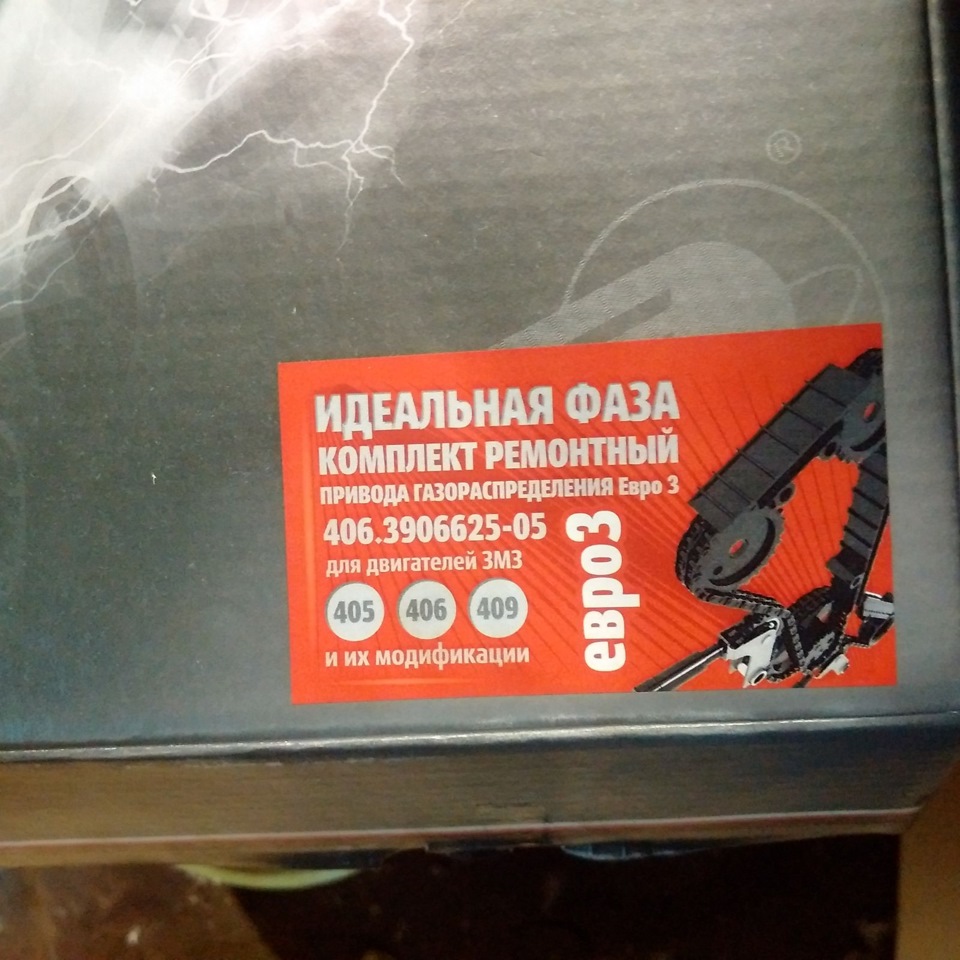 ®
ИДЕАЛЬНАЯ ФАЗА
КОМПЛЕКТ РЕМОНТНЫЙ
ПРИВОДА ГАЗОРАСПРЕДЕЛЕНИЯ Евро 3
406.3906625-05
для двигателей ЗМЗ
405 406 409
и их модификации
евро3